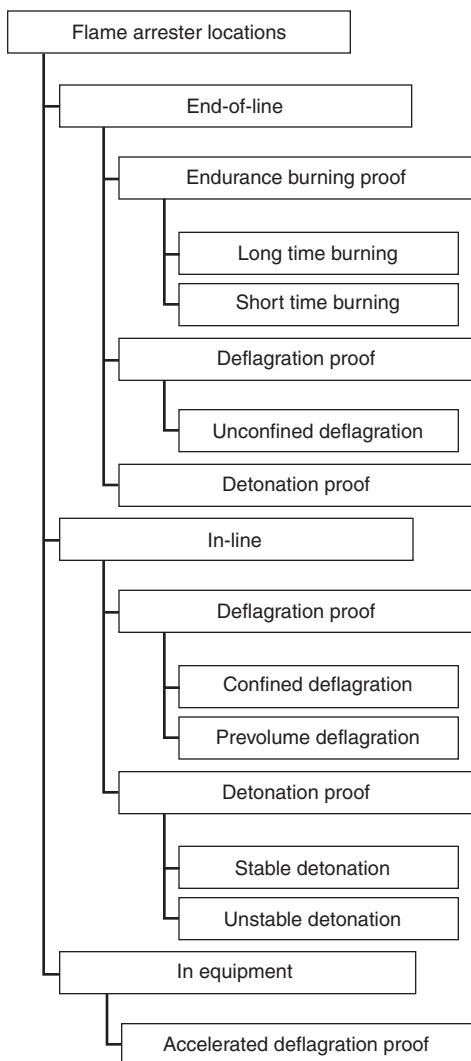 Flame arrester locations
End-of-line
Endurance burning proof
Long time burning
Short time burning
Deflagration proof
Unconfined deflagration
Detonation proof
In-line
Deflagration proof
Confined deflagration
Prevolume deflagration
Detonation proof
Stable detonation
Unstable detonation
In equipment
Accelerated deflagration proof